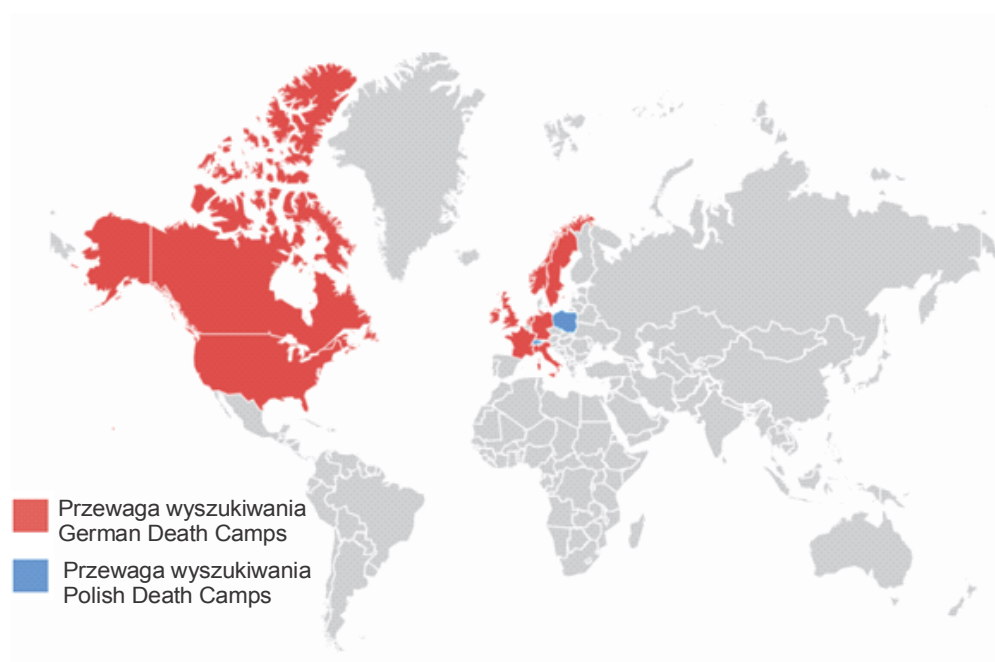 Przewaga wyszukiwania
German Death Camps
Przewaga wyszukiwania
Polish Death Camps